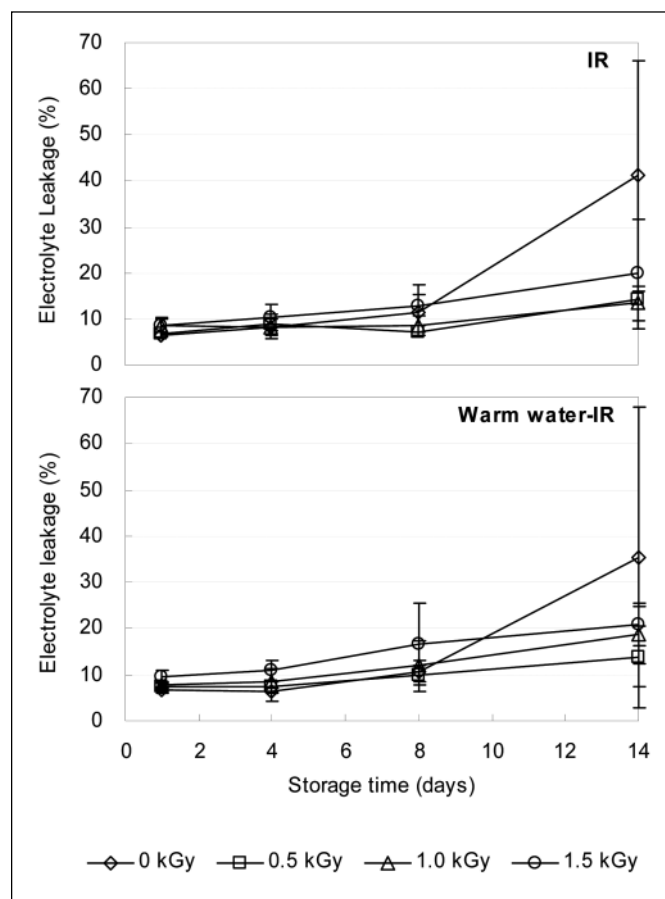 IR
Electrolyte Leakage (%)
70
60
50
40
30
20
10
0
Warm water-IR
Electrolyte leakage (%)
70
60
50
40
30
20
10
0
0 2 4 6 8 10 12 14
Storage time (days)
0 kGy 0.5 kGy 1.0 kGy 1.5 kGy